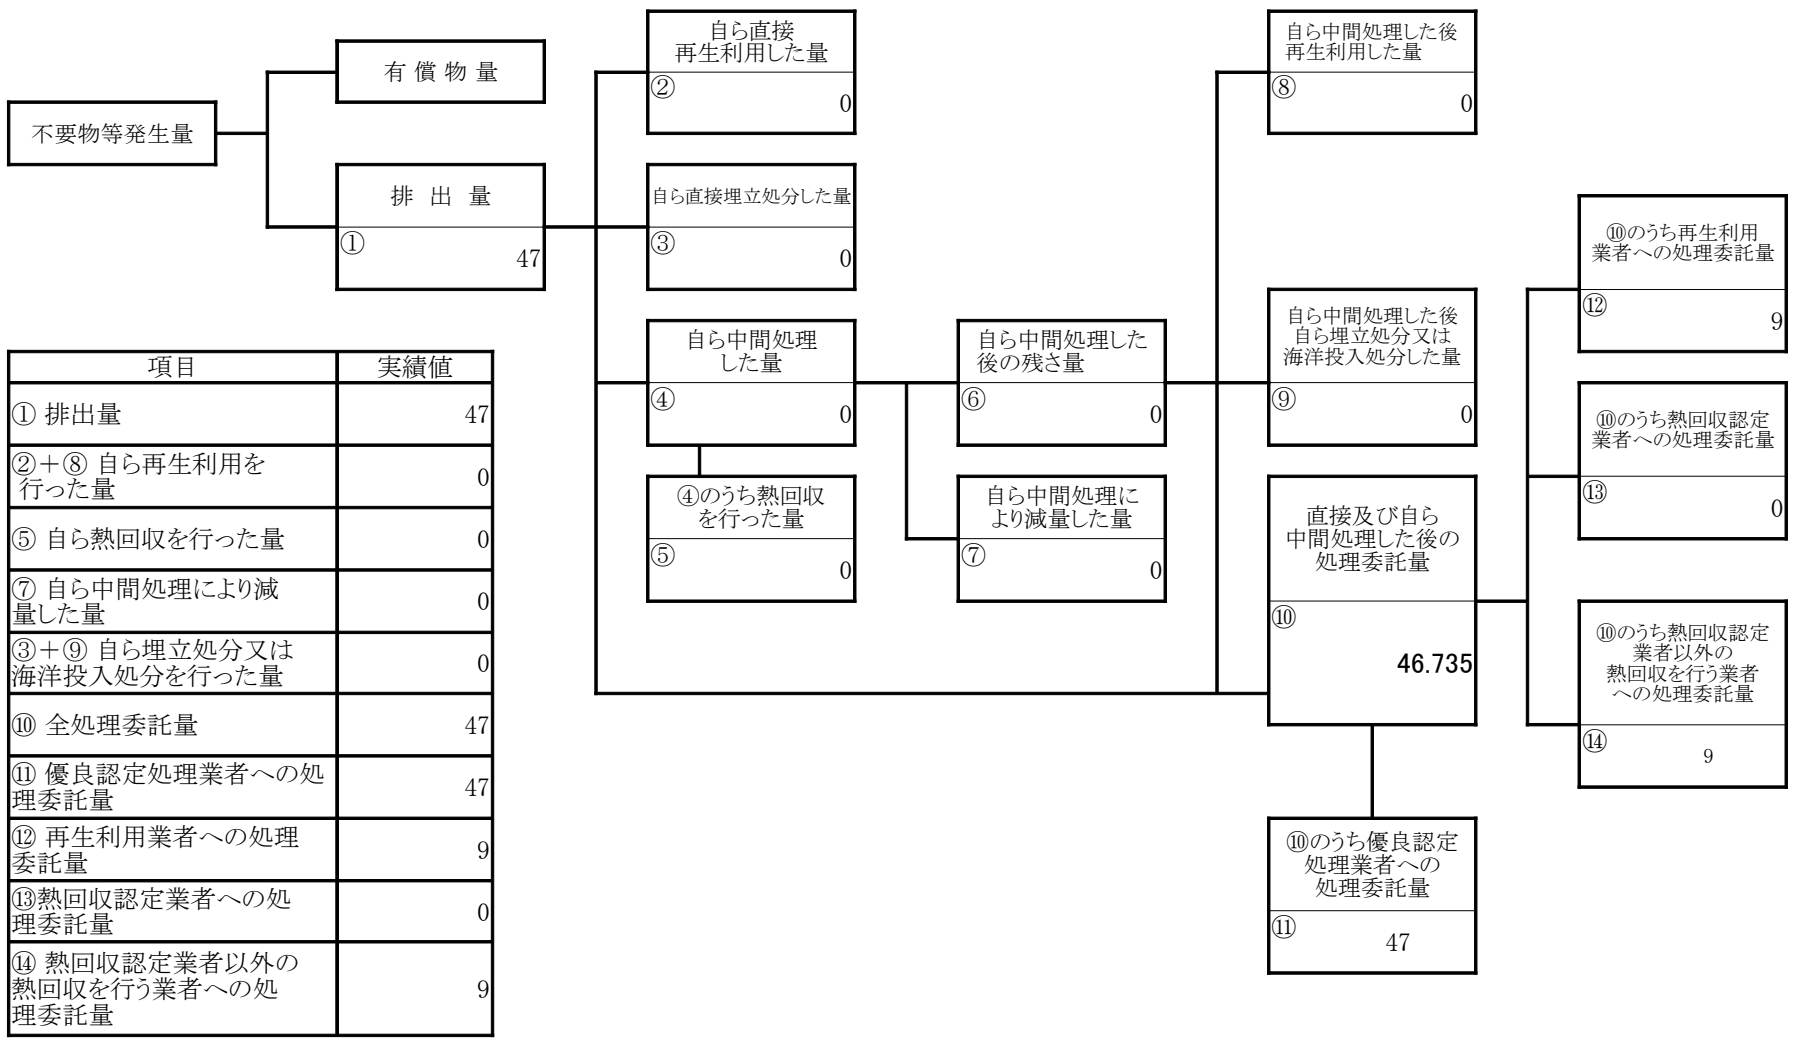 不要物等発生量
有 償 物 量
排 出 量
①
47
自ら直接
再生利用した量
②
0
自ら直接埋立処分した量
③
0
自ら中間処理
した量
④
0
④のうち熱回収
を行った量
⑤
0
自ら中間処理した
後の残さ量
⑥
0
自ら中間処理に
より減量した量
⑦
0
自ら中間処理した後
再生利用した量
⑧
0
自ら中間処理した後
自ら埋立処分又は
海洋投入処分した量
⑨
0
直接及び自ら
中間処理した後の
処理委託量
⑩
46.735
⑩のうち優良認定
処理業者への
処理委託量
⑪
47
⑩のうち再生利用
業者への処理委託量
⑫
9
⑩のうち熱回収認定
業者への処理委託量
⑬
0
⑩のうち熱回収認定
業者以外の
熱回収を行う業者
への処理委託量
⑭
9
項目 実績値
① 排出量 47
②＋⑧ 自ら再生利用を
行った量 0
⑤ 自ら熱回収を行った量 0
⑦ 自ら中間処理により減
量した量 0
③＋⑨ 自ら埋立処分又は
海洋投入処分を行った量 0
⑩ 全処理委託量 47
⑪ 優良認定処理業者への処
理委託量 47
⑫ 再生利用業者への処理
委託量 9
⑬熱回収認定業者への処
理委託量 0
⑭ 熱回収認定業者以外の
熱回収を行う業者への処
理委託量 9